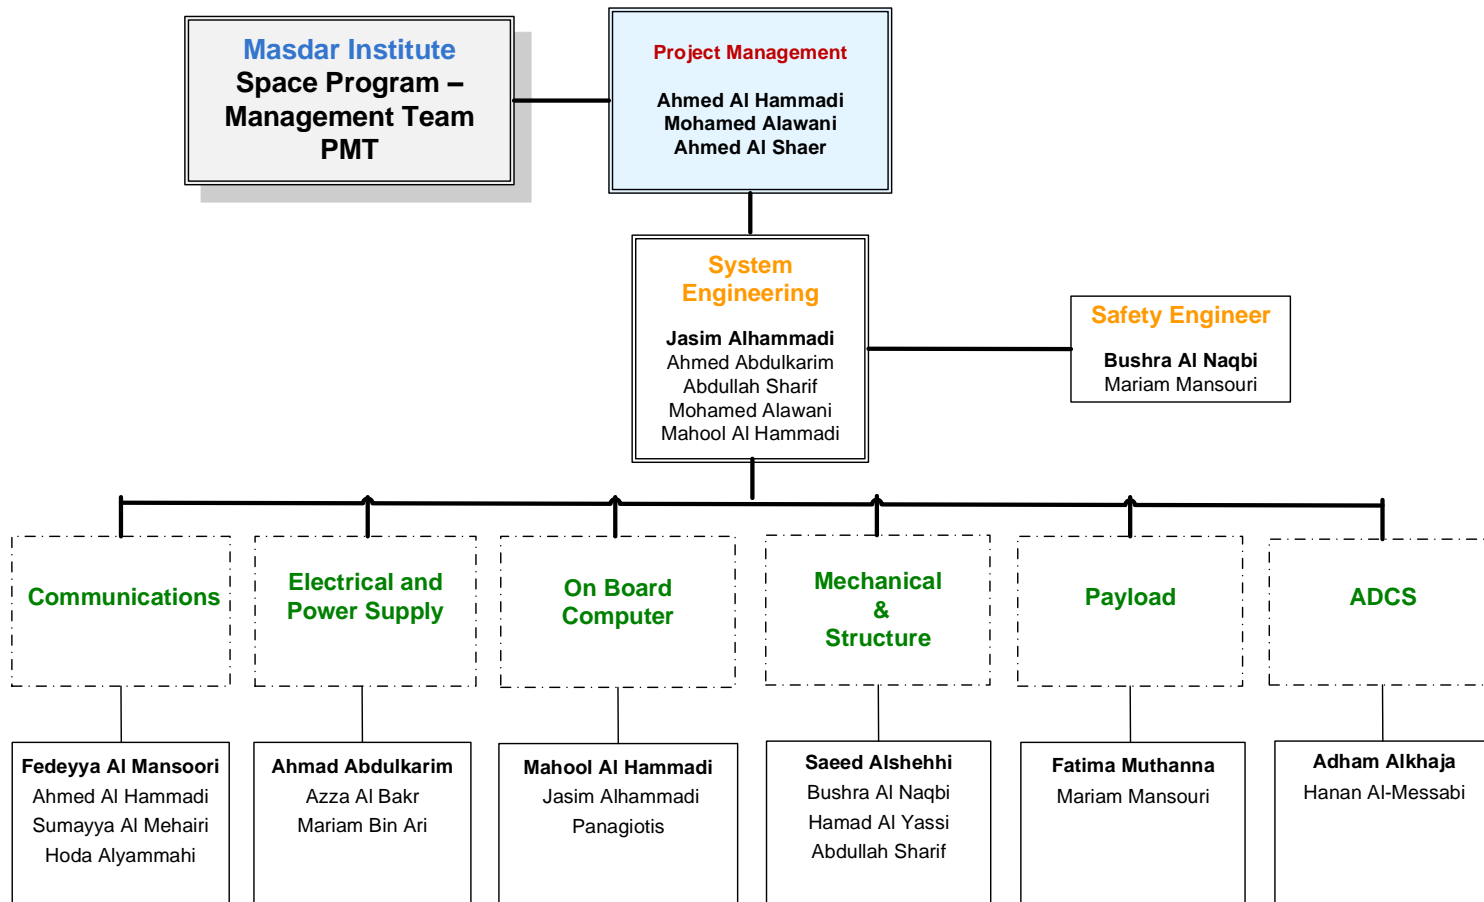 Masdar Institute
Space Program –
Management Team
PMT
Project Management
Ahmed Al Hammadi
Mohamed Alawani
Ahmed Al Shaer
System
Engineering
Jasim Alhammadi
Ahmed Abdulkarim
Abdullah Sharif
Mohamed Alawani
Mahool Al Hammadi
Safety Engineer
Bushra Al Naqbi
Mariam Mansouri
Communications
Electrical and
Power Supply
On Board
Computer
Mechanical
&
Structure
Payload
ADCS
Fedeyya Al Mansoori
Ahmed Al Hammadi
Sumayya Al Mehairi
Hoda Alyammahi
Ahmad Abdulkarim
Azza Al Bakr
Mariam Bin Ari
Mahool Al Hammadi
Jasim Alhammadi
Panagiotis
Saeed Alshehhi
Bushra Al Naqbi
Hamad Al Yassi
Abdullah Sharif
Fatima Muthanna
Mariam Mansouri
Adham Alkhaja
Hanan Al-Messabi